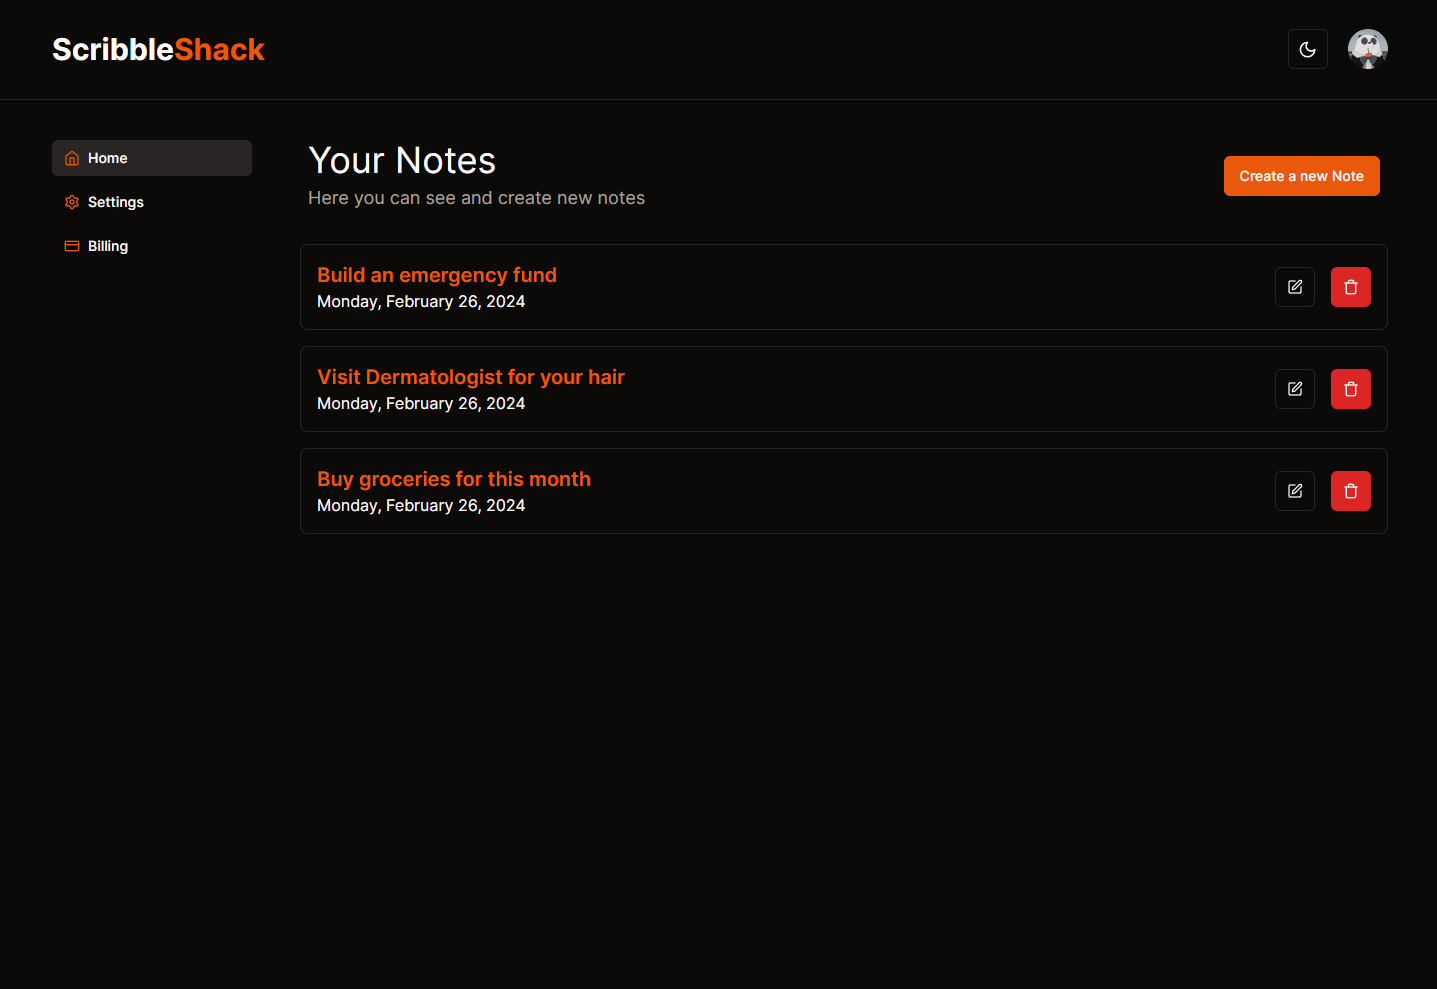 ScribbleShack
Home
Settings
Billing
Your Notes
Here you can see and create new notes
Create a new Note
Build an emergency fund
Monday, February 26, 2024
Visit Dermatologist for your hair
Monday, February 26, 2024
Buy groceries for this month
Monday, February 26, 2024